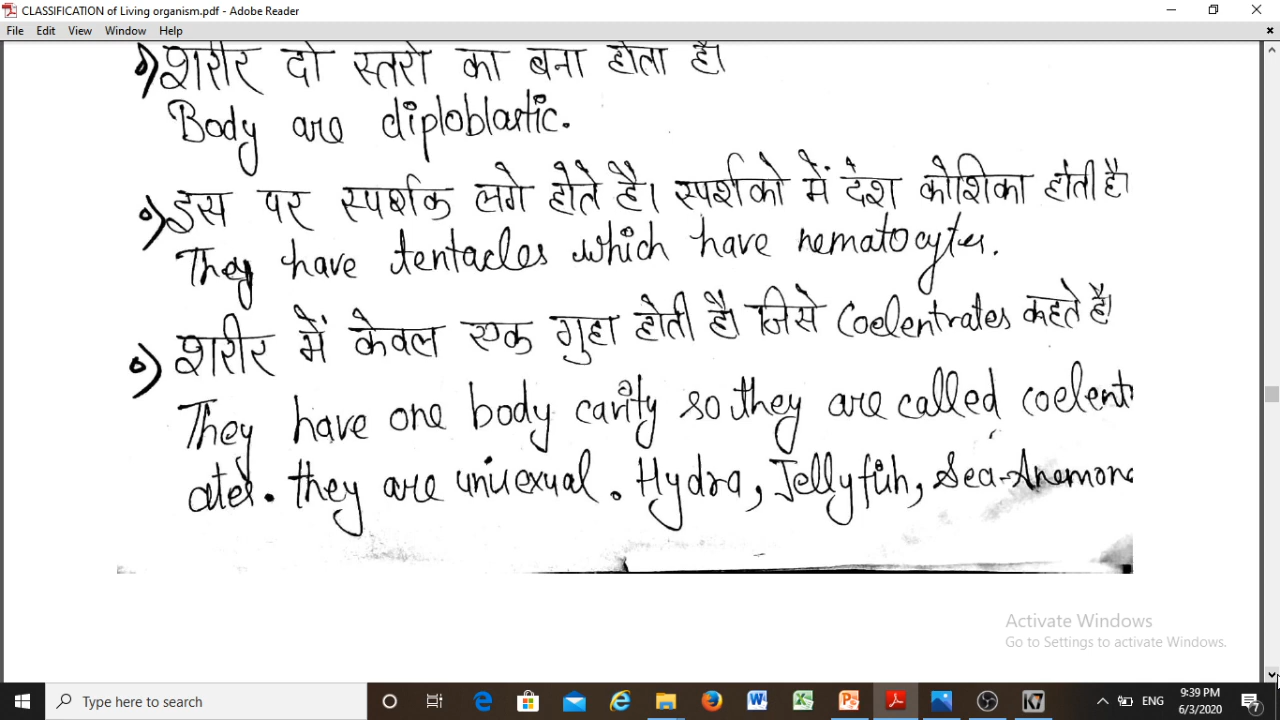 CLASSIFICATION of Living organism.pdf - Adobe Reader
File Edit View Window Help
शरीर दो स्तरो का बना होता है।
Body are diploblastic.
इस पर स्पर्शक लगे होते है। स्पर्शको में देश कोशिका होती है
They have tentacles which have nematocytes.
शरीर में केवल एक गुहा होती है। जिसे Coelentrates कहते है।
They have one body cavity so they are called coelent
ates. they are unisexual. Hydra, Jellyfish, Sea-Anemone
Activate Windows
Go to Settings to activate Windows.
Type here to search
ENG
9:39 PM
6/3/2020
7